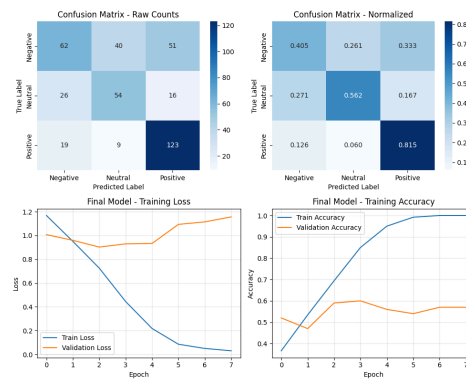 Confusion Matrix - Raw Counts
Negative 62 40 51
Neutral 26 54 16
Positive 19 9 123
Negative Neutral Positive
Predicted Label
True Label
120
100
80
60
40
20
Confusion Matrix - Normalized
Negative 0.405 0.261 0.333
Neutral 0.271 0.562 0.167
Positive 0.126 0.060 0.815
Negative Neutral Positive
Predicted Label
True Label
0.8
0.7
0.6
0.5
0.4
0.3
0.2
0.1
Final Model - Training Loss
1.2
1.0
0.8
0.6
0.4
0.2
0.0
Loss
Train Loss
Validation Loss
0 1 2 3 4 5 6 7
Epoch
Final Model - Training Accuracy
1.0
0.9
0.8
0.7
0.6
0.5
0.4
Accuracy
Train Accuracy
Validation Accuracy
0 1 2 3 4 5 6
Epoch